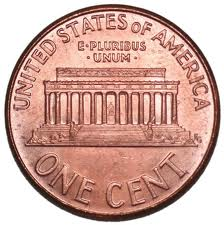 UNITED STATES OF AMERICA
E·PLURIBUS
·UNUM·
ONE CENT